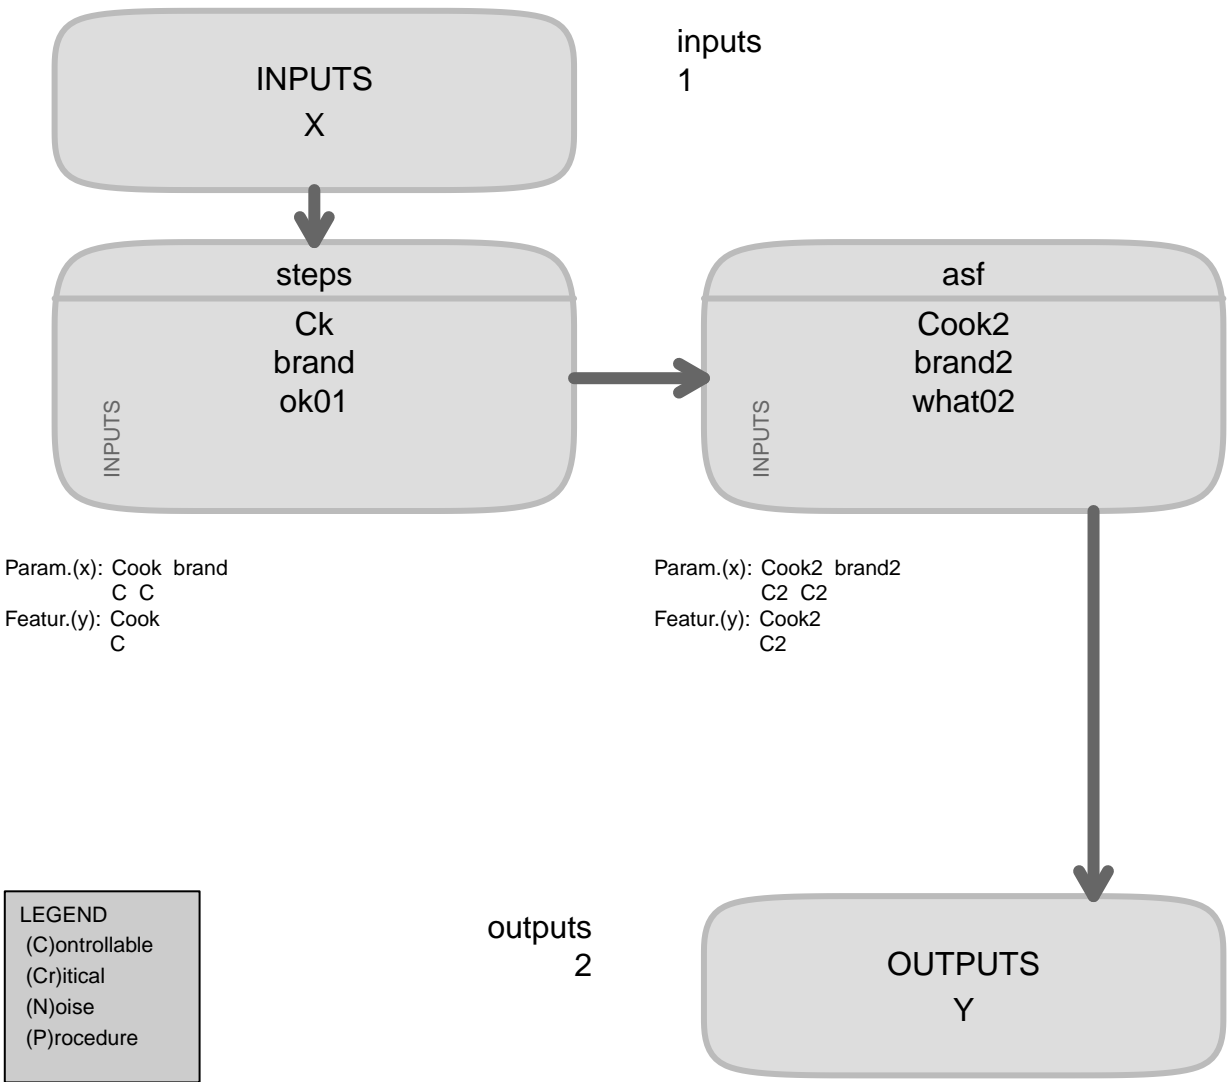 INPUTS
X
inputs
1
steps
Ck
brand
ok01
INPUTS
asf
Cook2
brand2
what02
INPUTS
Param.(x): Cook brand
C C
Featur.(y): Cook
C
Param.(x): Cook2 brand2
C2 C2
Featur.(y): Cook2
C2
LEGEND
(C)ontrollable
(Cr)itical
(N)oise
(P)rocedure
outputs
2
OUTPUTS
Y